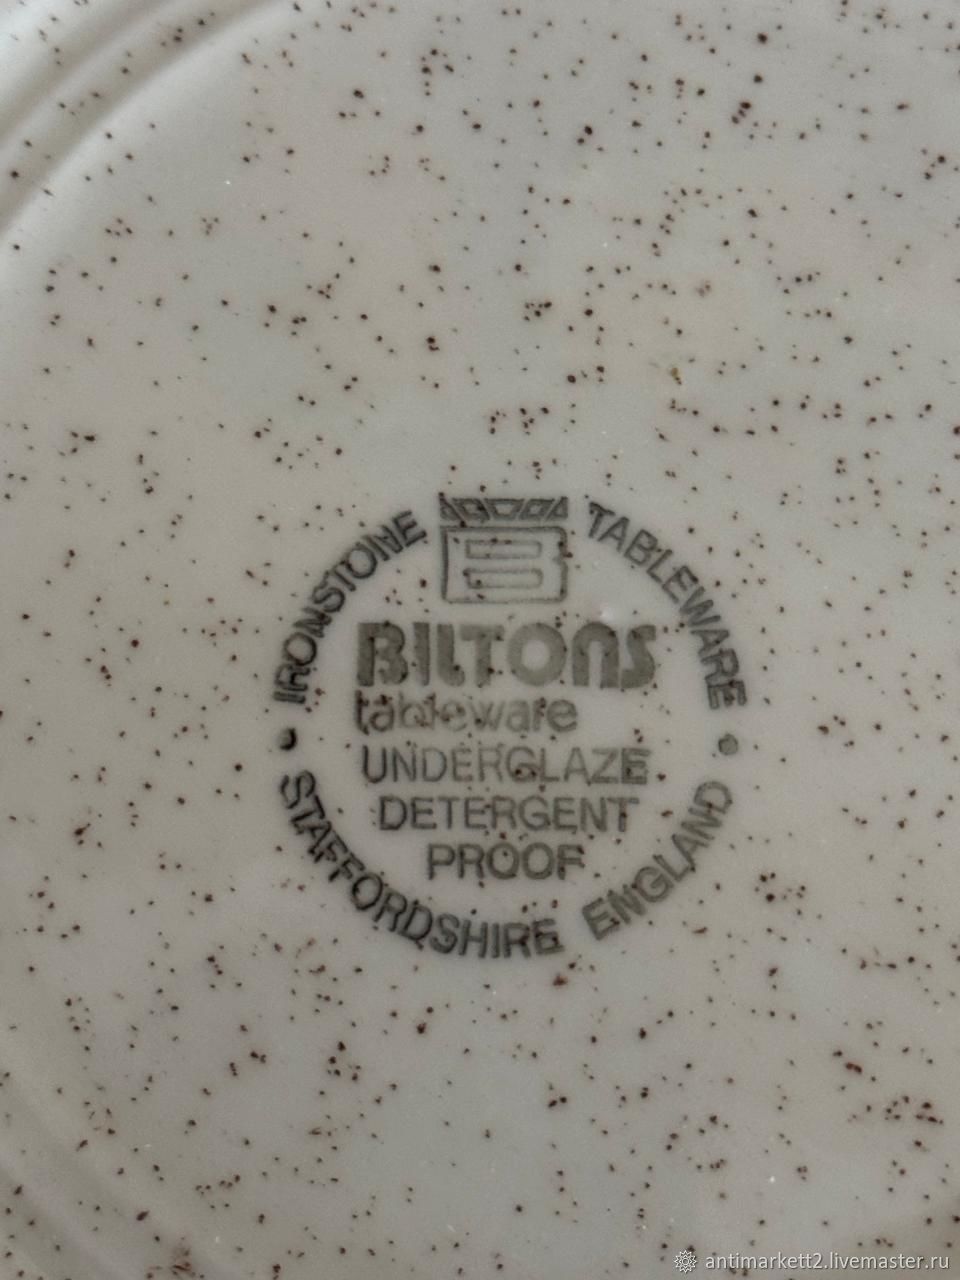 IRONSTONE TABLEWARE
B
BILTONS
tableware
UNDERGLAZE
DETERGENT
PROOF
STAFFORDSHIRE ENGLAND
antimarkett2.livemaster.ru